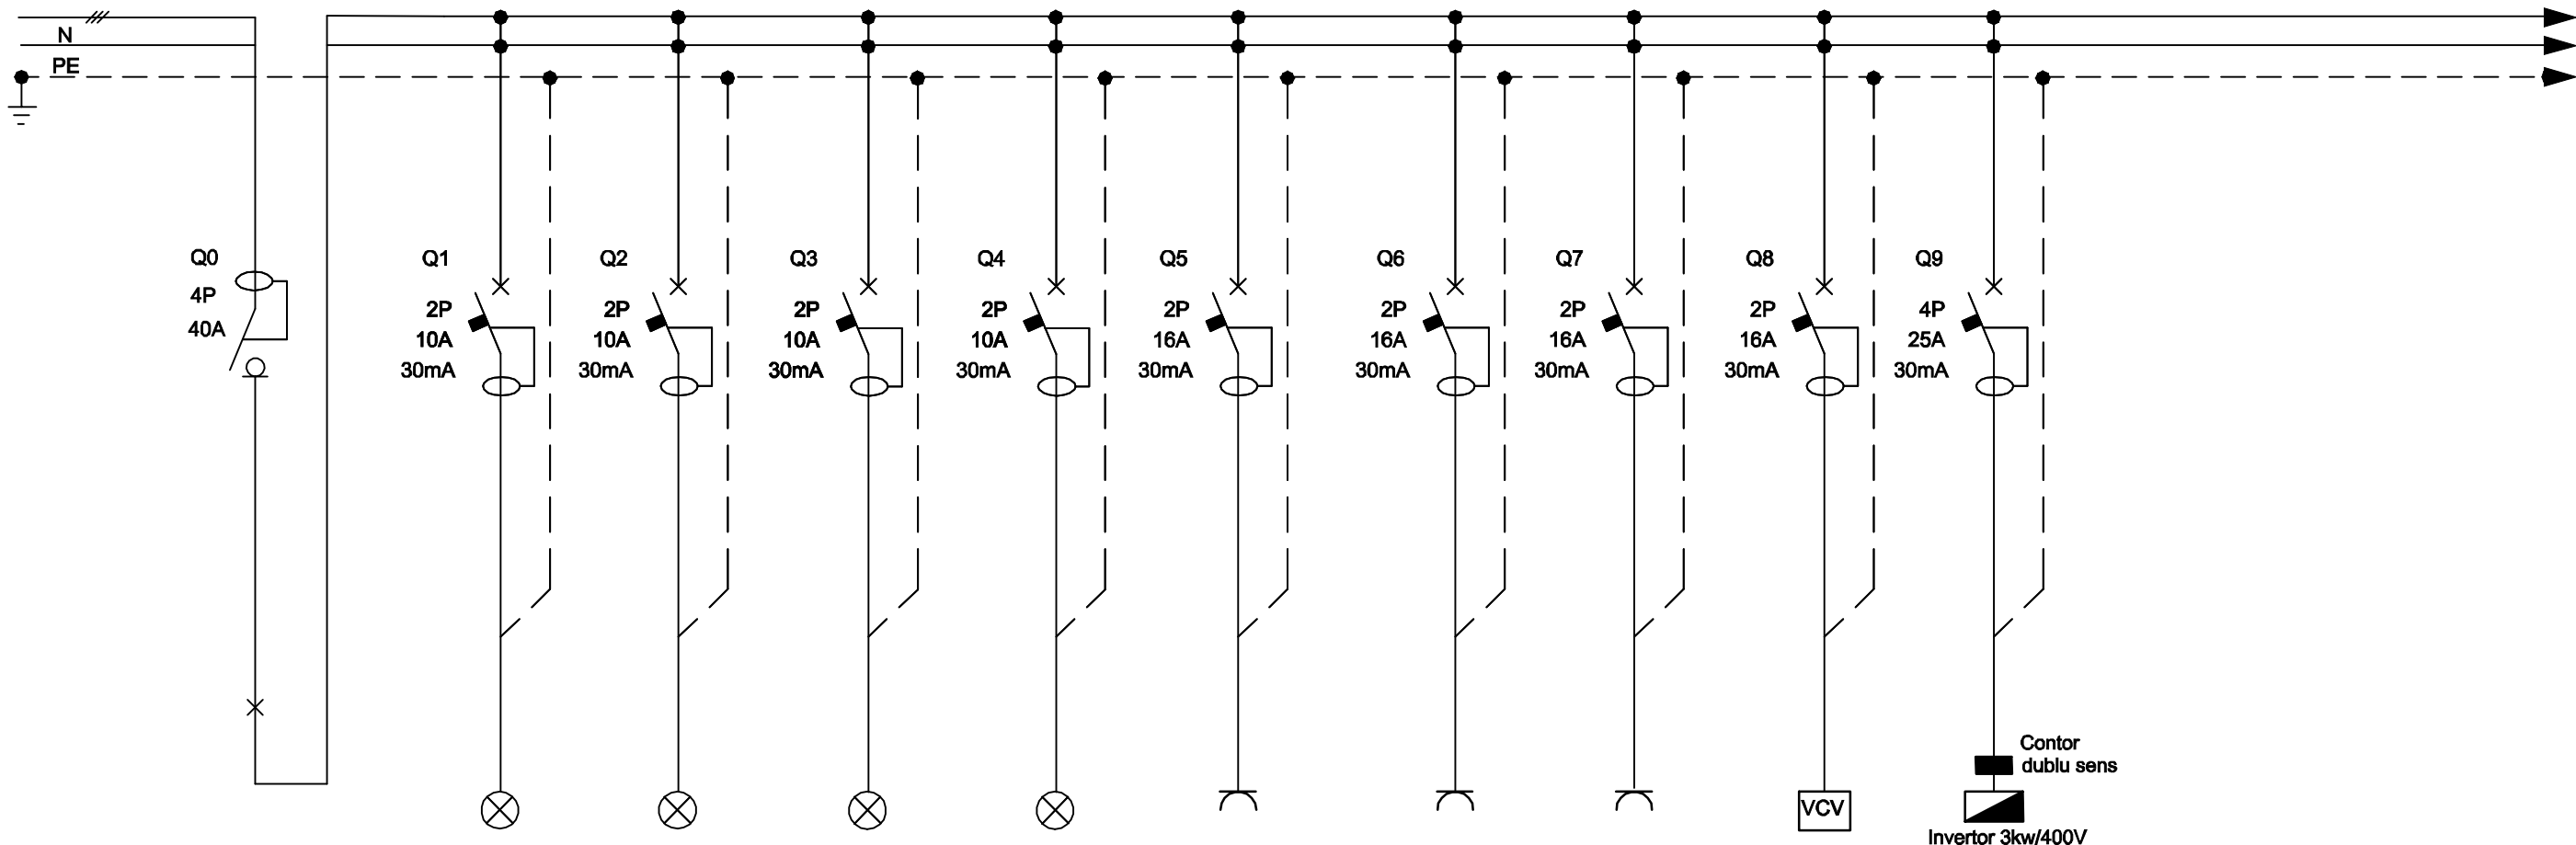 N
PE
Q0
4P
40A
Q1
2P
10A
30mA
Q2
2P
10A
30mA
Q3
2P
10A
30mA
Q4
2P
10A
30mA
Q5
2P
16A
30mA
Q6
2P
16A
30mA
Q7
2P
16A
30mA
Q8
2P
16A
30mA
Q9
4P
25A
30mA
VCV
Contor
dublu sens
Invertor 3kw/400V